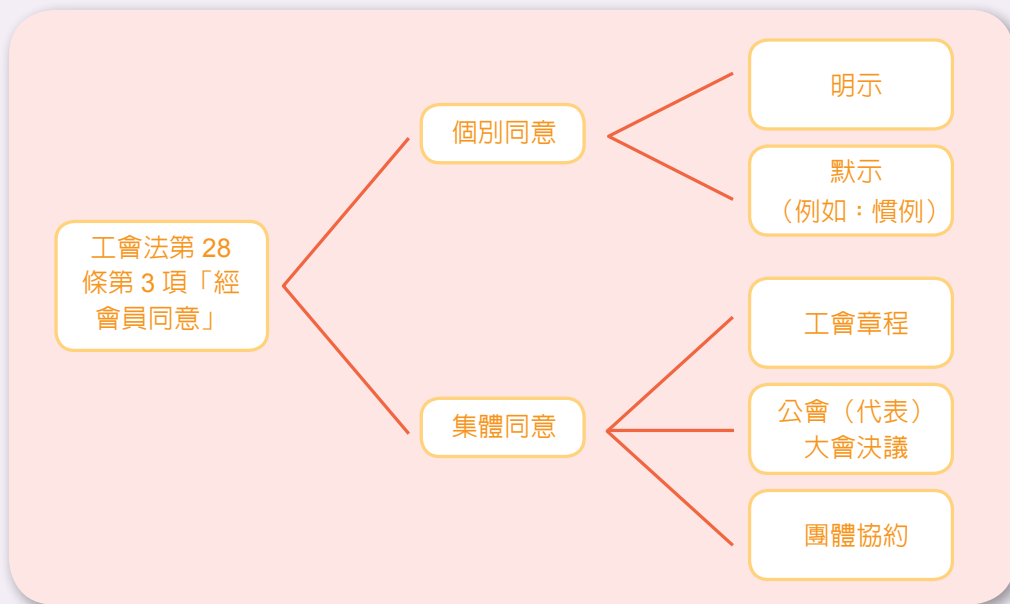 工會法第 28
條第 3 項「經
會員同意」
個別同意
明示
默示
（例如：慣例）
集體同意
工會章程
公會（代表）
大會決議
團體協約